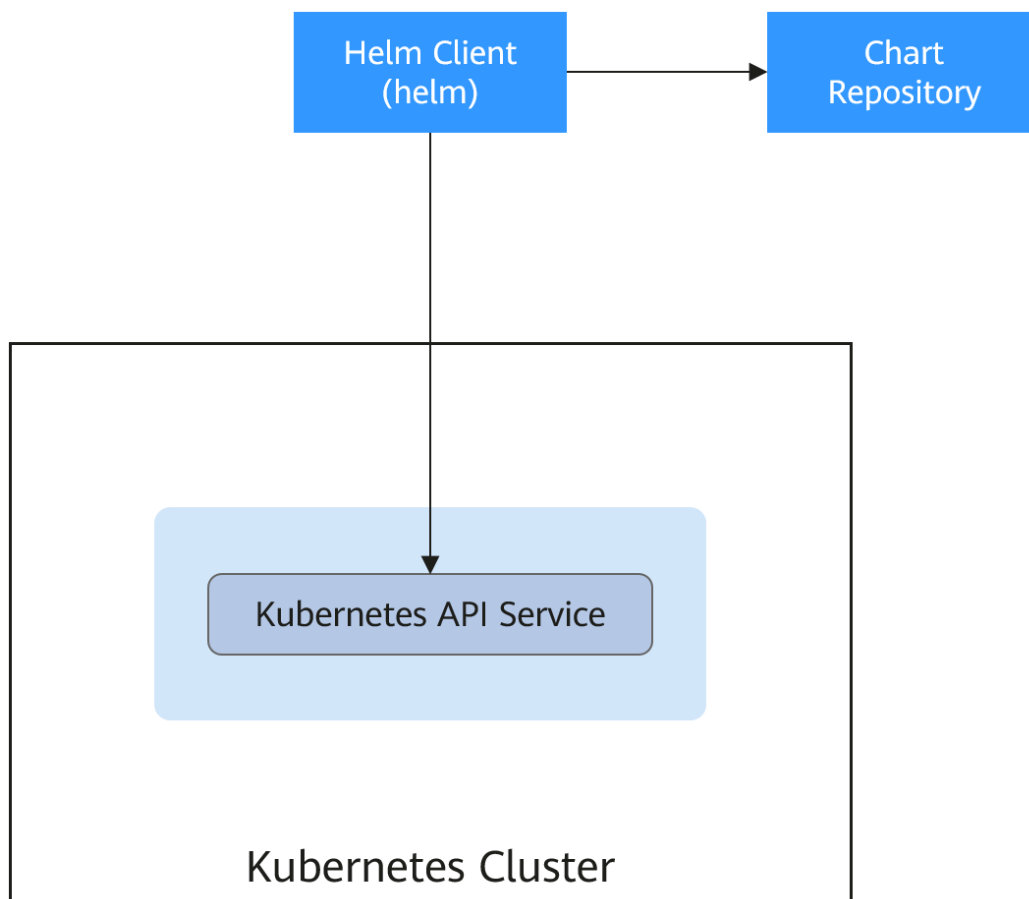 Helm Client
(helm)
Chart
Repository
Kubernetes API Service
Kubernetes Cluster